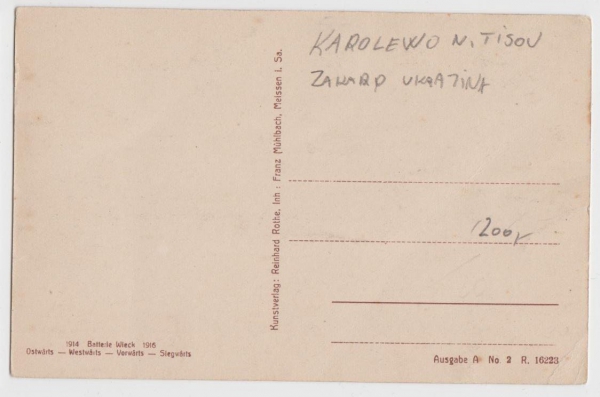 KAROLEWO N. TISOU
ZAKARP UKRAJINA
Kunstverlag: Reinhard Rothe, Inh: Franz Mühlbach, Meissen i. Sa.
1914 Batterie Wieck. 1916
Ostwärts — Westwärts — Vorwärts — Siegwärts
Ausgabe A No. 2 R. 16223